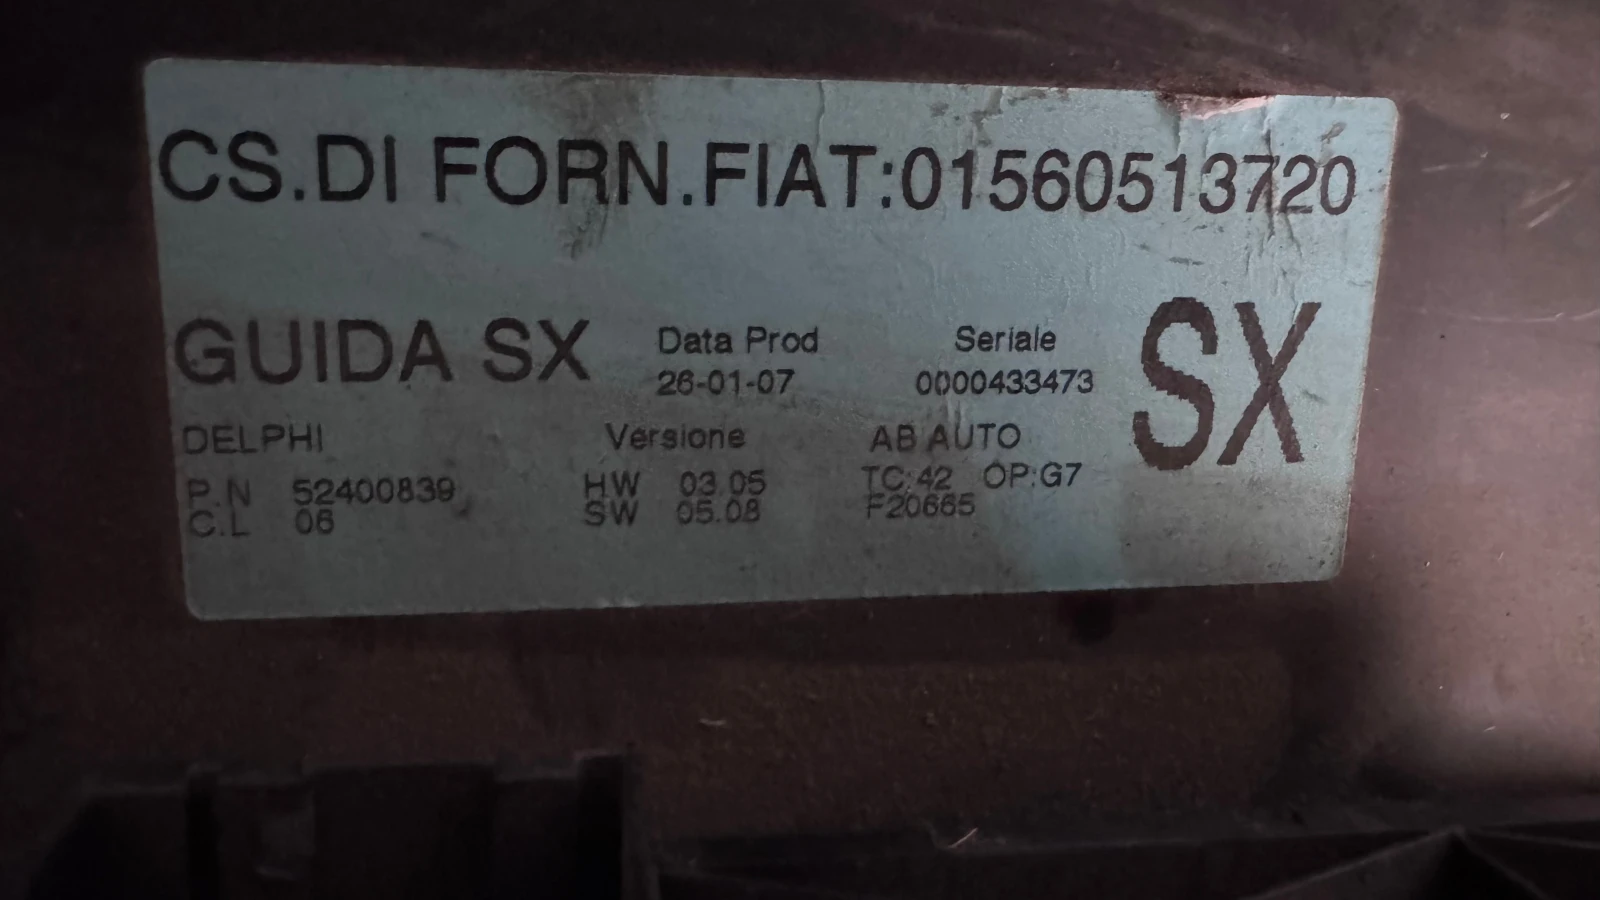 CS.DI FORN.FIAT:01560513720
GUIDA SX
Data Prod
26-01-07
Seriale
0000433473
SX
DELPHI
P.N 52400839
C.L 06
Versione
HW 03.05
SW 05.08
AB AUTO
TC:42 OP:G7
F20665